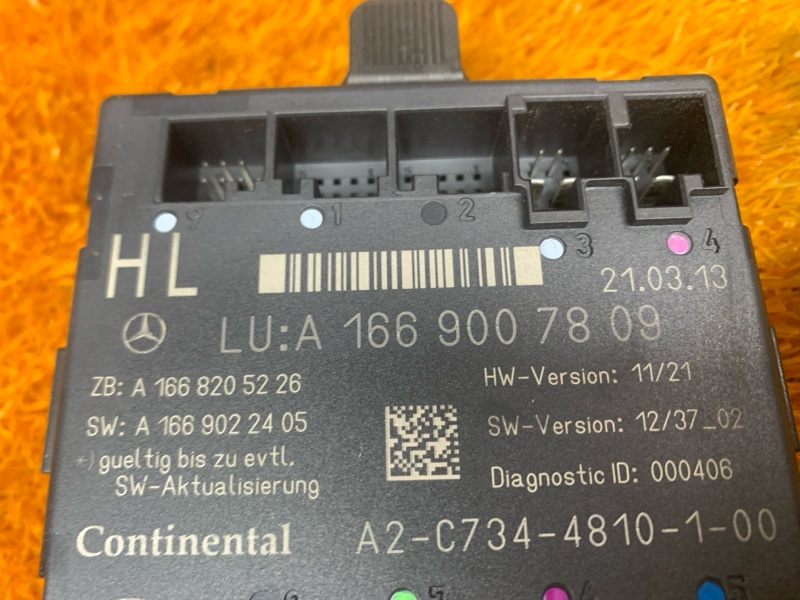 9 1 2 3 4
HL
21.03.13
LU:A 166 900 78 09
ZB: A 166 820 52 26
HW-Version: 11/21
SW: A 166 902 24 05
SW-Version: 12/37_02
*)gueltig bis zu evtl.
SW-Aktualisierung
Diagnostic ID: 000406
Continental A2-C734-4810-1-00